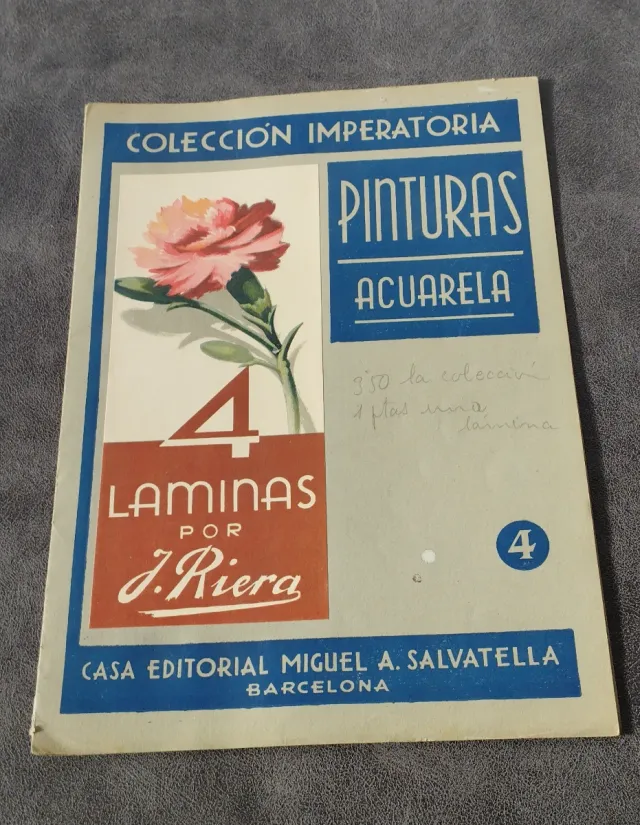 COLECCIÓN IMPERATORIA
PINTURAS
ACUARELA
4
LAMINAS
POR
J. Riera
3'50 la colección
1 ptas una
lámina
4
CASA EDITORIAL MIGUEL A. SALVATELLA
BARCELONA